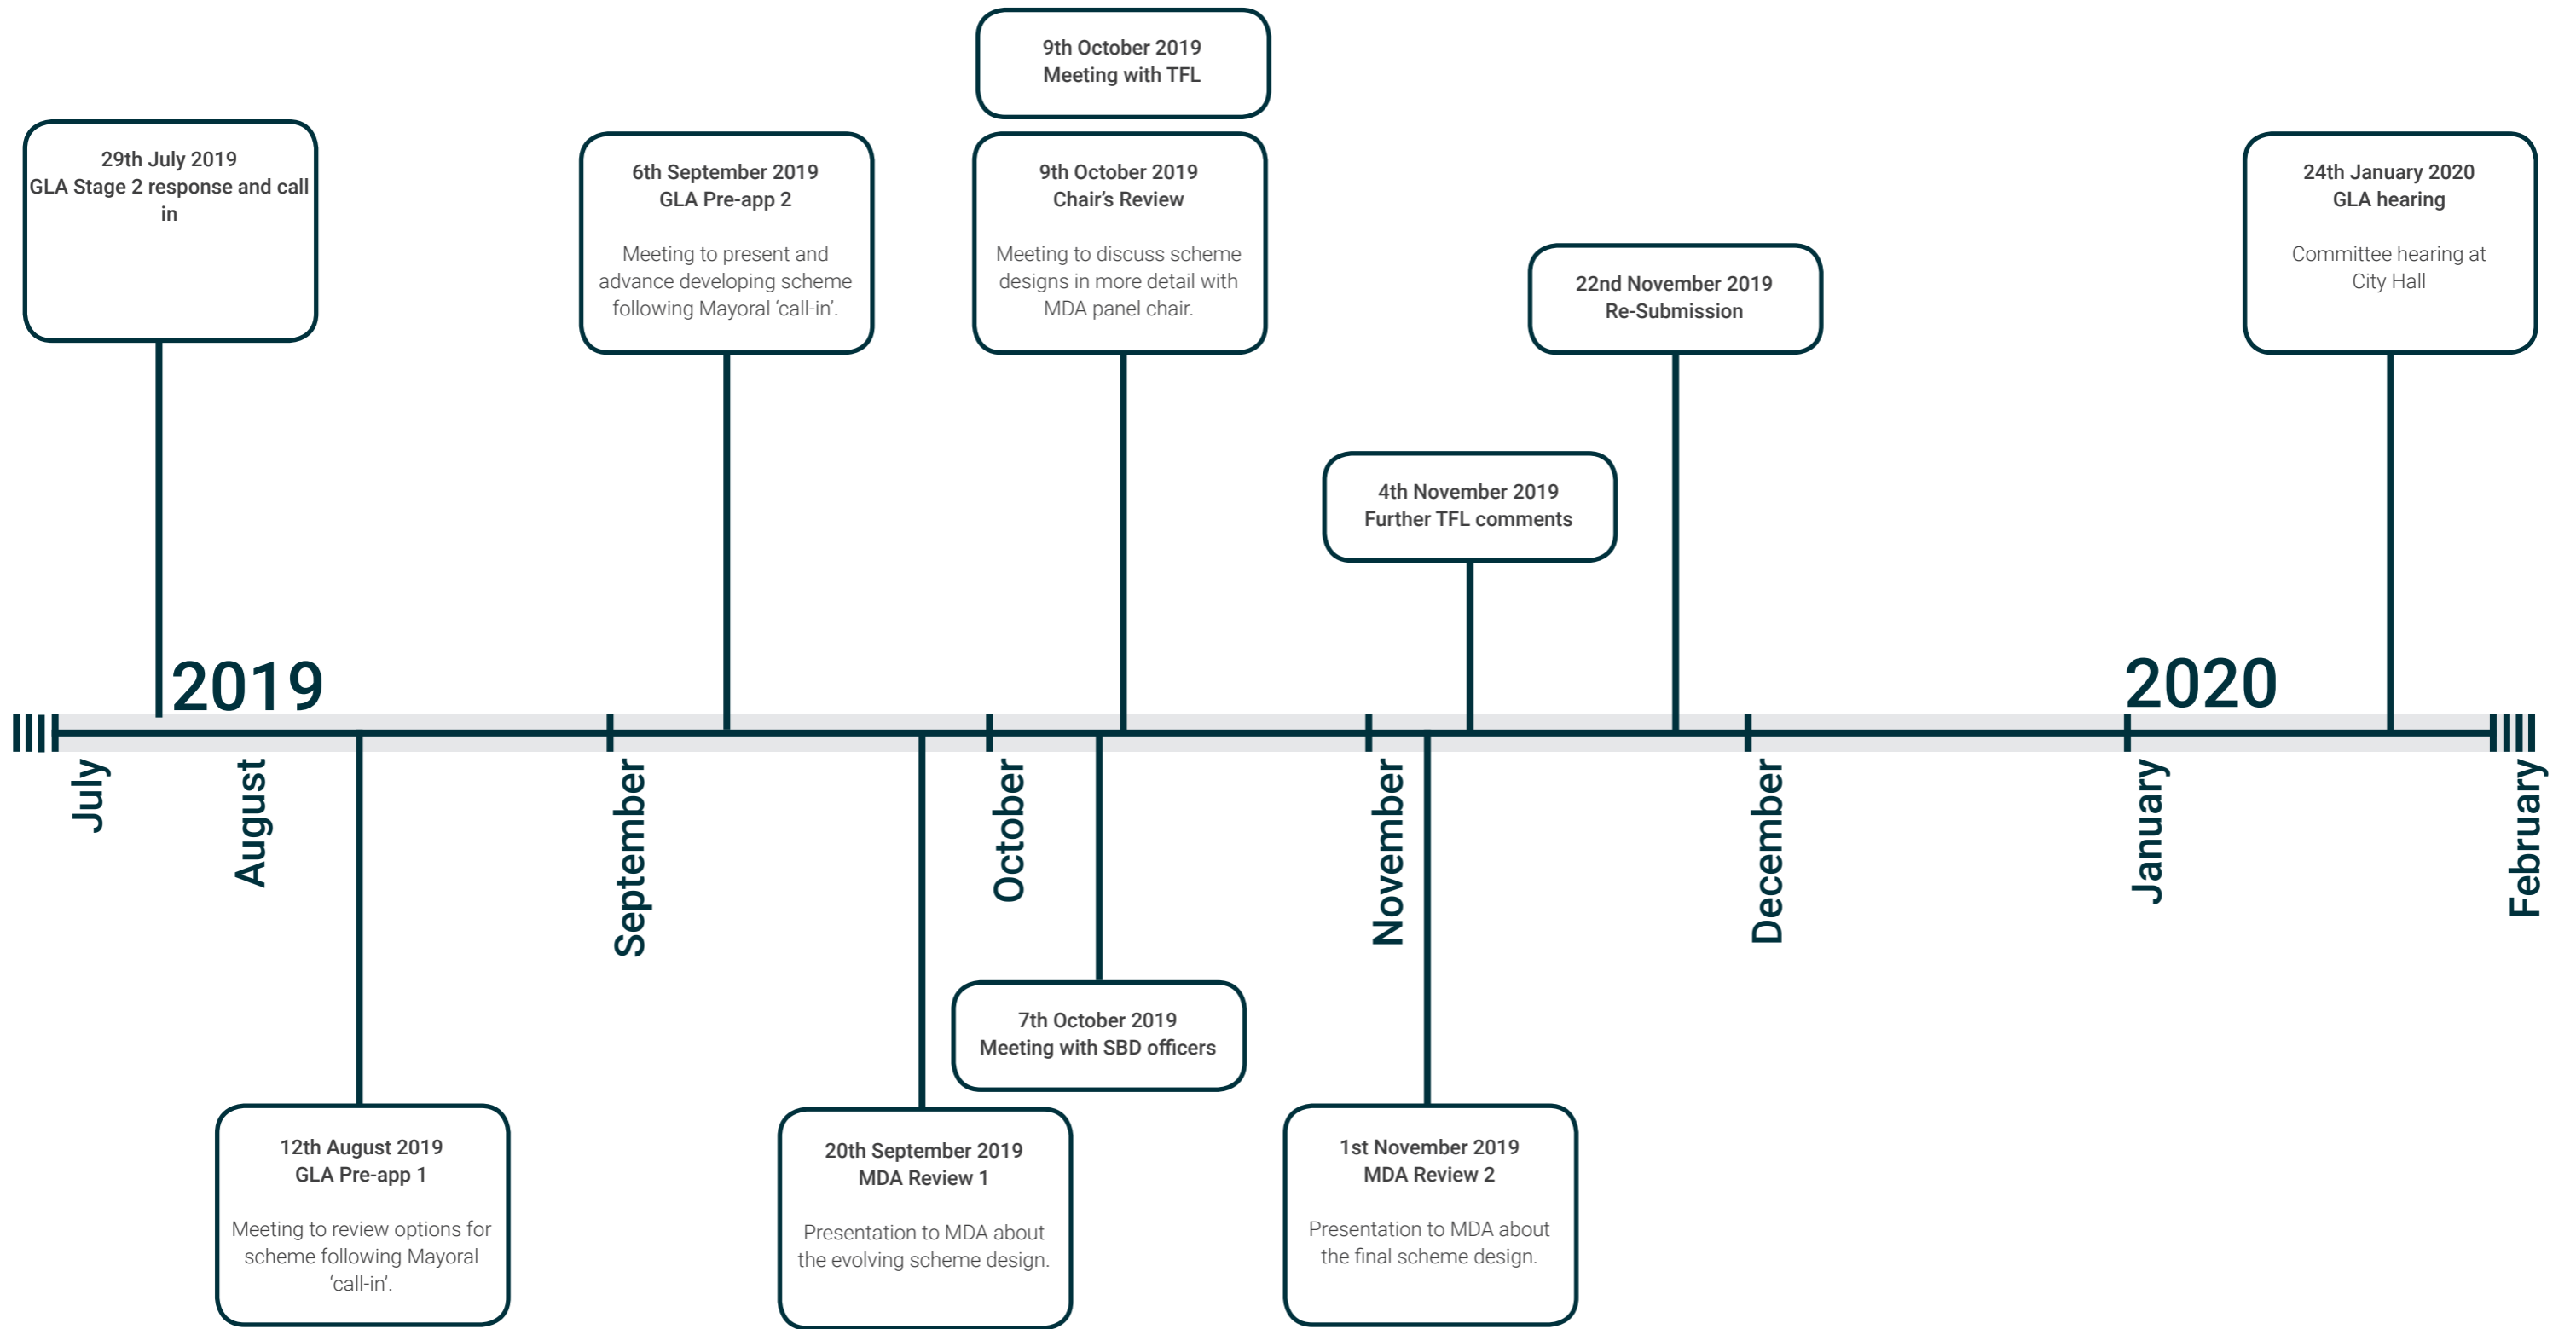 9th October 2019
Meeting with TFL
29th July 2019
GLA Stage 2 response and call
in
6th September 2019
GLA Pre-app 2
Meeting to present and
advance developing scheme
following Mayoral ‘call-in’.
9th October 2019
Chair’s Review
Meeting to discuss scheme
designs in more detail with
MDA panel chair.
24th January 2020
GLA hearing
Committee hearing at
City Hall
22nd November 2019
Re-Submission
4th November 2019
Further TFL comments
2019
2020
July
August
September
October
November
December
January
February
7th October 2019
Meeting with SBD officers
12th August 2019
GLA Pre-app 1
Meeting to review options for
scheme following Mayoral
‘call-in’.
20th September 2019
MDA Review 1
Presentation to MDA about
the evolving scheme design.
1st November 2019
MDA Review 2
Presentation to MDA about
the final scheme design.